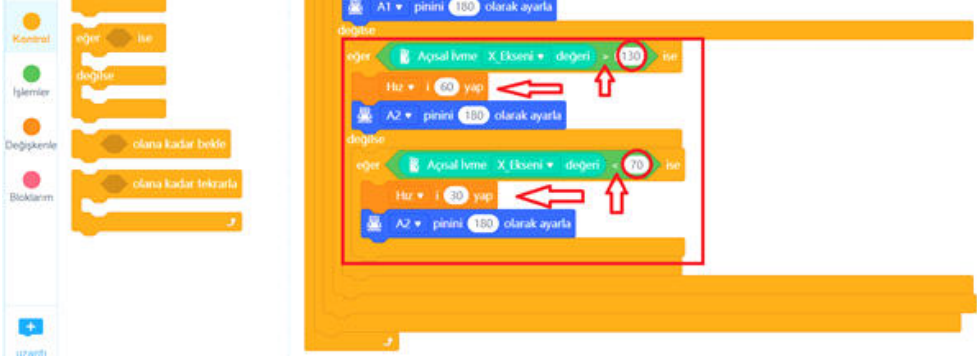 A1 pinini 180 olarak ayarla
değilse
Kontrol
eğer ise
değilse
İşlemler
Değişkenle
olana kadar bekle
Bloklarım
olana kadar tekrarla
uzantı
eğer Açısal İvme X_Ekseni değeri > 130 ise
Hız i 60 yap
A2 pinini 180 olarak ayarla
değilse
eğer Açısal İvme X_Ekseni değeri < 70 ise
Hız i 30 yap
A2 pinini 180 olarak ayarla